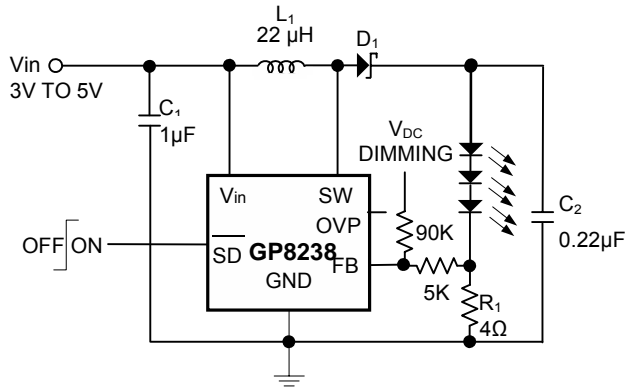 L₁
22 µH
D₁
Vin
3V TO 5V
C₁
1µF
V_DC
DIMMING
Vin
SW
OVP
90K
C₂
0.22µF
OFF
ON
SD
GP8238
FB
GND
5K
R₁
4Ω